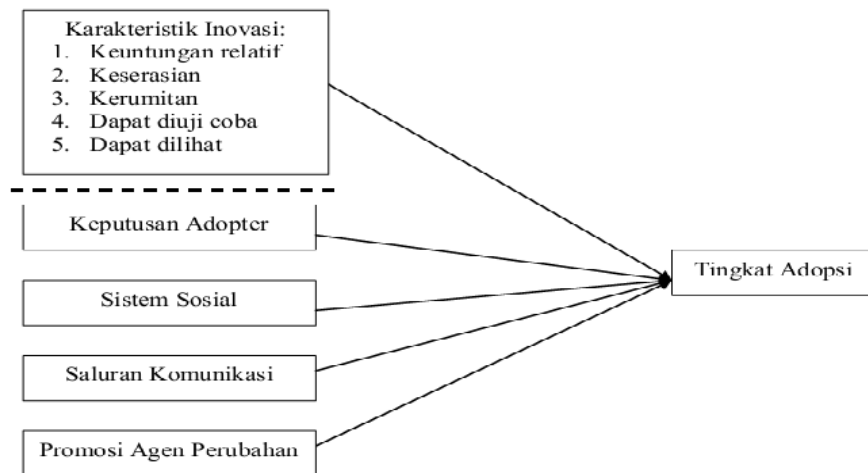 Karakteristik Inovasi:
1. Keuntungan relatif
2. Keserasian
3. Kerumitan
4. Dapat diuji coba
5. Dapat dilihat
Keputusan Adopter
Sistem Sosial
Saluran Komunikasi
Promosi Agen Perubahan
Tingkat Adopsi